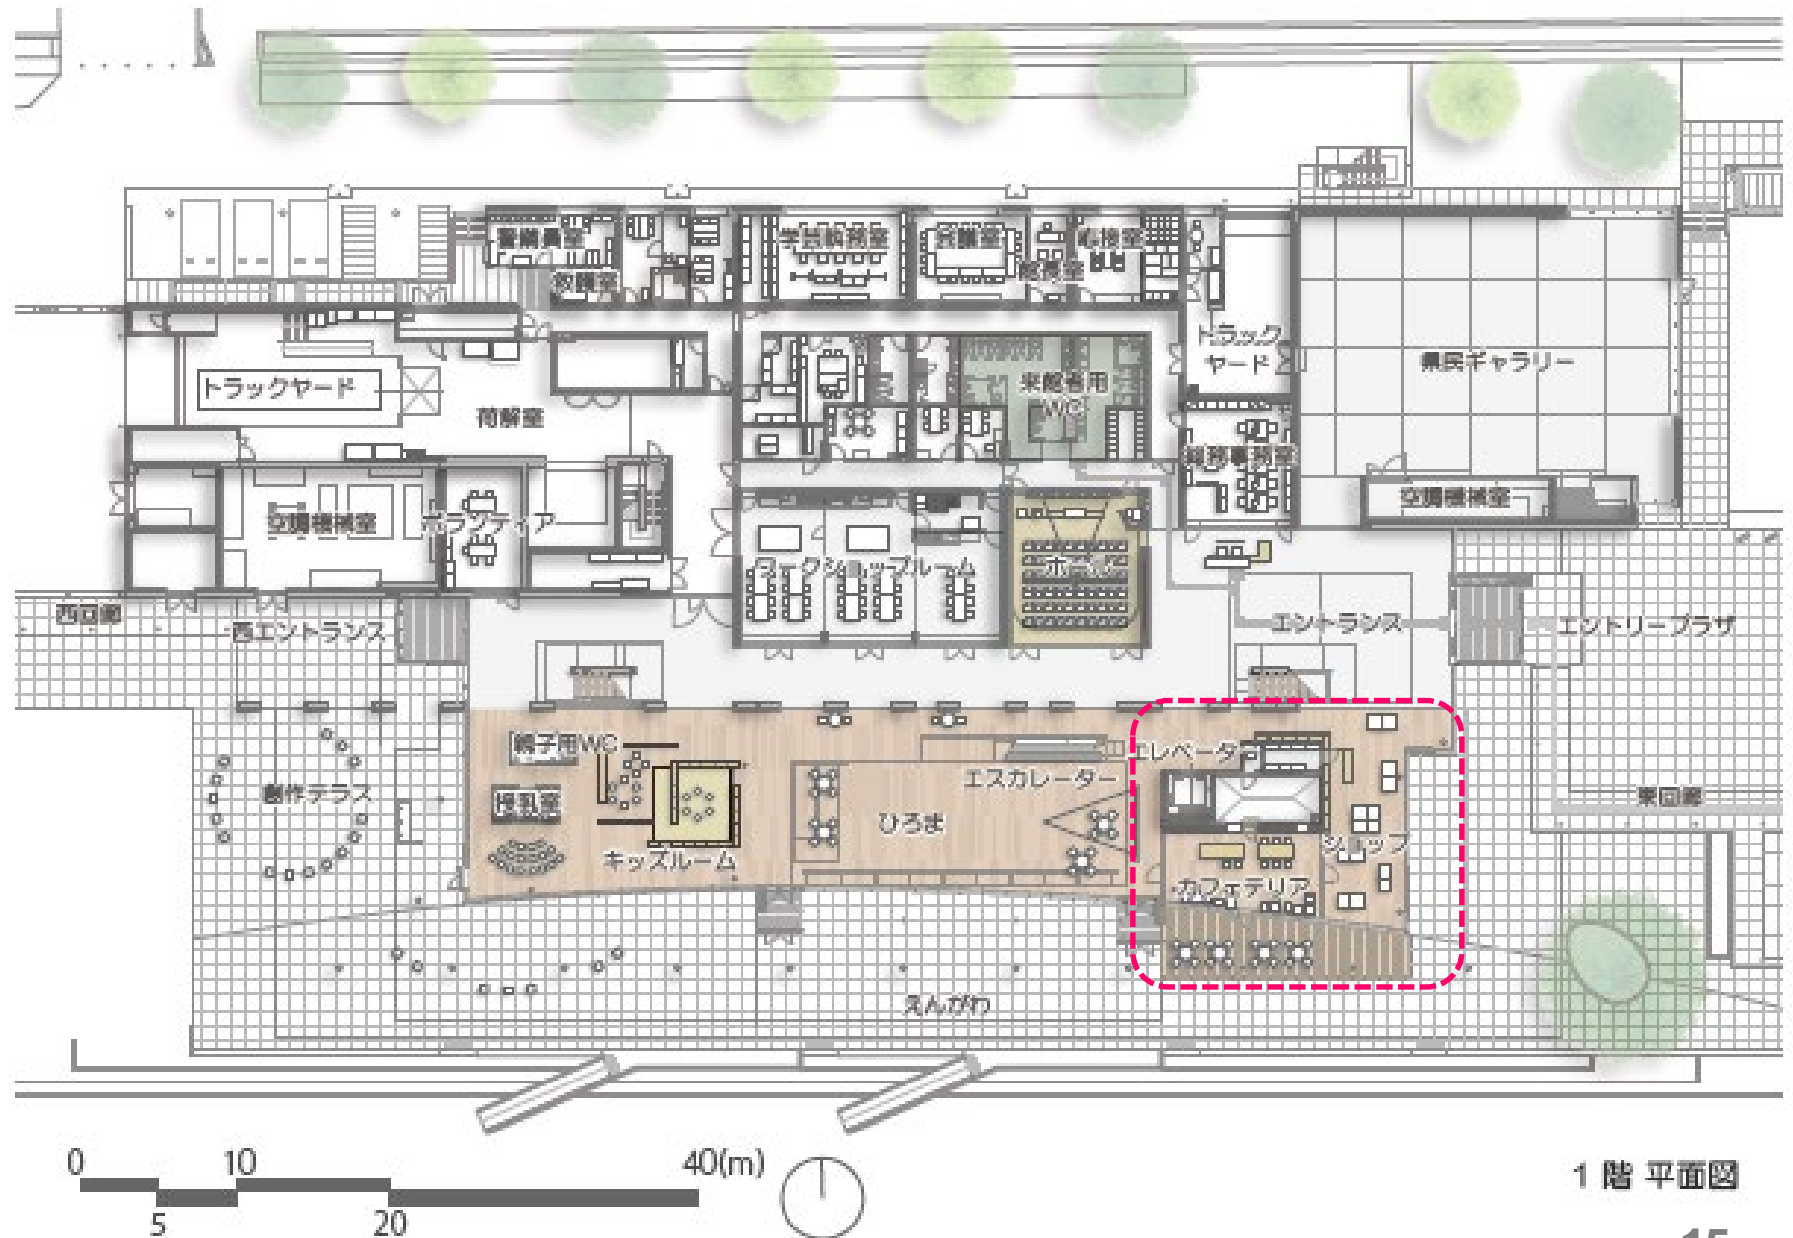 警備員室
学芸事務室
会議室
応接室
救護室
館長室
トラック
ヤード
県民ギャラリー
トラックヤード
来館者用
WC
荷解室
総務事務室
空調機械室
空調機械室
ボランティア
ワークショップルーム
ホール
西回廊
西エントランス
エントランス
エントリープラザ
親子用WC
エレベーター
エスカレーター
創作テラス
授乳室
東回廊
ひろま
ショップ
キッズルーム
カフェテリア
えんがわ
0 10 40(m)
5 20
1階 平面図